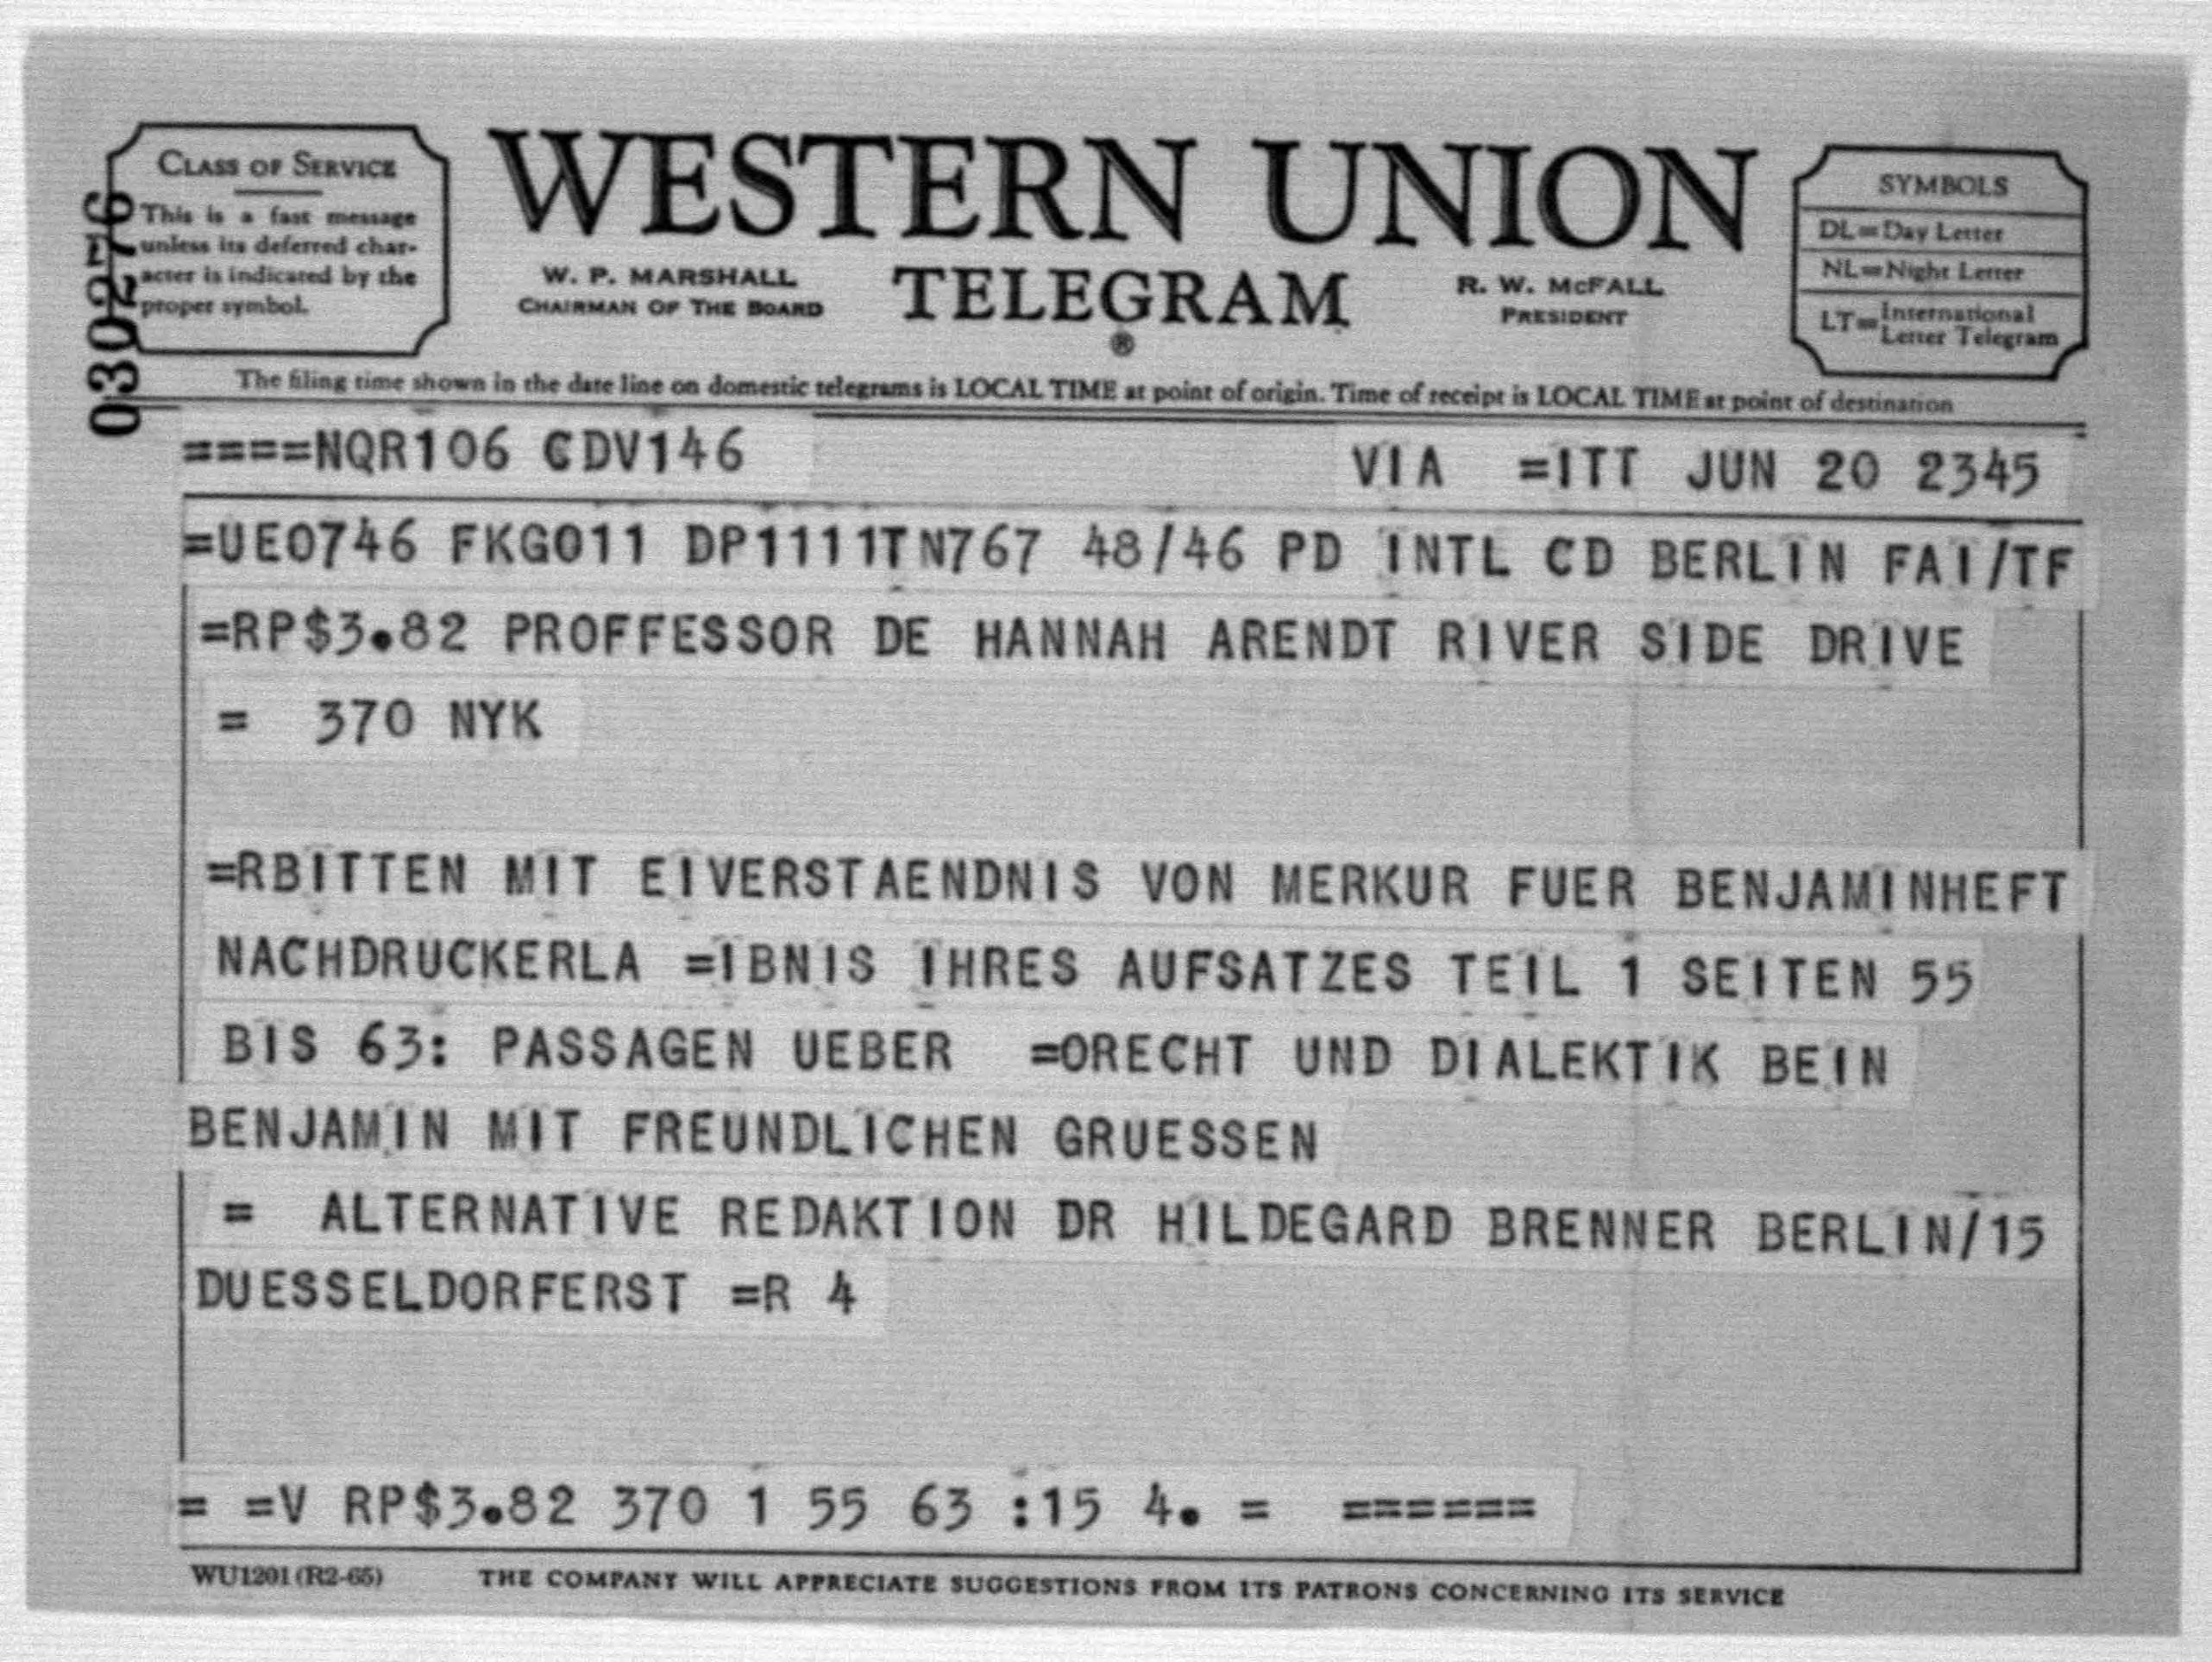 CLASS OF SERVICE
This is a fast message
unless its deferred char-
acter is indicated by the
proper symbol.
030276
WESTERN UNION
TELEGRAM
®
W. P. MARSHALL
CHAIRMAN OF THE BOARD
R. W. McFALL
PRESIDENT
SYMBOLS
DL=Day Letter
NL=Night Letter
LT=International
Letter Telegram
The filing time shown in the date line on domestic telegrams is LOCAL TIME at point of origin. Time of receipt is LOCAL TIME at point of destination
====NQR106 CDV146 VIA =ITT JUN 20 2345
=UE0746 FKG011 DP1111TN767 48/46 PD INTL CD BERLIN FAI/TF
=RP$3.82 PROFFESSOR DE HANNAH ARENDT RIVER SIDE DRIVE
= 370 NYK
=RBITTEN MIT EIVERSTAENDNIS VON MERKUR FUER BENJAMINHEFT
NACHDRUCKERLA =IBNIS IHRES AUFSATZES TEIL 1 SEITEN 55
BIS 63: PASSAGEN UEBER =ORECHT UND DIALEKTIK BEIN
BENJAMIN MIT FREUNDLICHEN GRUESSEN
= ALTERNATIVE REDAKTION DR HILDEGARD BRENNER BERLIN/15
DUESSELDORFERST =R 4
= =V RP$3.82 370 1 55 63 :15 4. = ======
WU1201 (R2-65) THE COMPANY WILL APPRECIATE SUGGESTIONS FROM ITS PATRONS CONCERNING ITS SERVICE